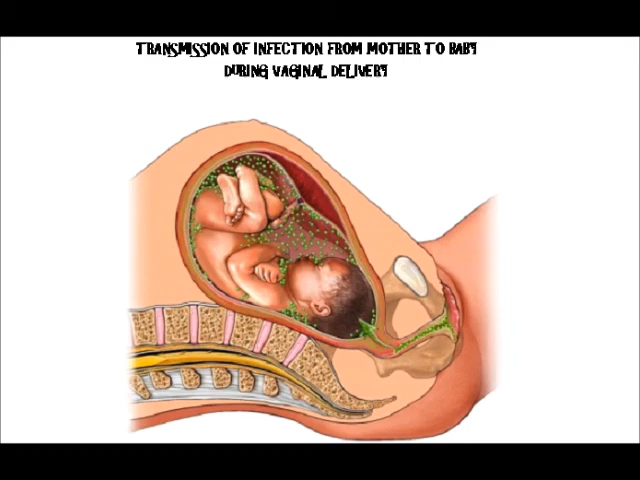 TRANSMISSION OF INFECTION FROM MOTHER TO BABY
DURING VAGINAL DELIVERY